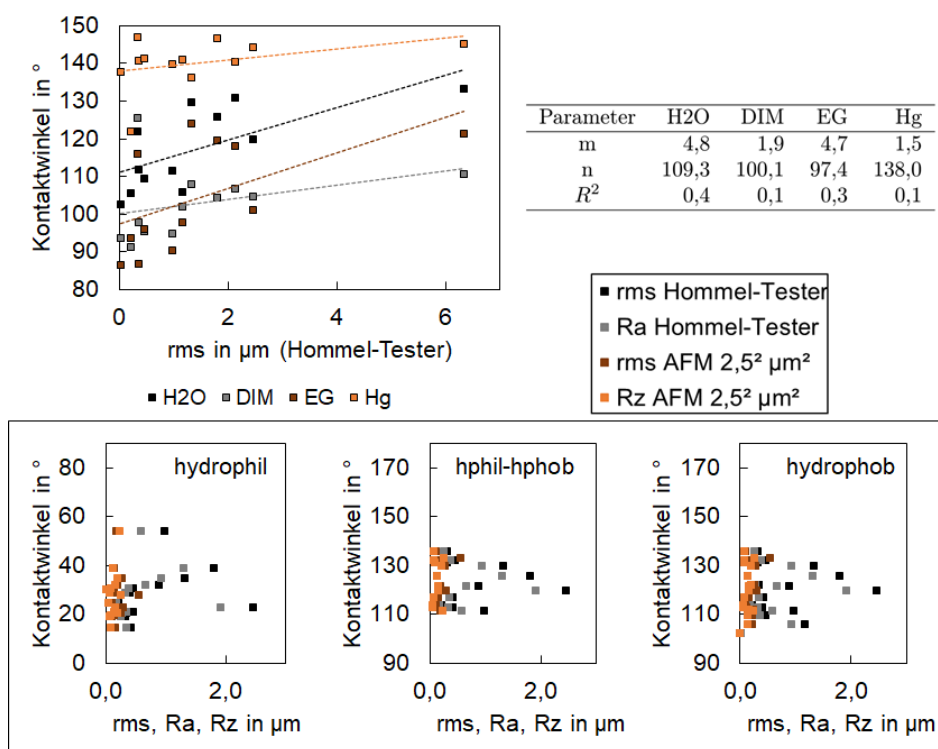 150
140
130
120
110
100
90
80
Kontaktwinkel in °
0 2 4 6
rms in µm (Hommel-Tester)
H2O DIM EG Hg
Parameter H2O DIM EG Hg
m 4,8 1,9 4,7 1,5
n 109,3 100,1 97,4 138,0
R² 0,4 0,1 0,3 0,1
rms Hommel-Tester
Ra Hommel-Tester
rms AFM 2,5² µm²
Rz AFM 2,5² µm²
hydrophil
80
60
40
20
0
Kontaktwinkel in °
0,0 2,0
rms, Ra, Rz in µm
hphil-hphob
170
150
130
110
90
Kontaktwinkel in °
0,0 2,0
rms, Ra, Rz in µm
hydrophob
170
150
130
110
90
Kontaktwinkel in °
0,0 2,0
rms, Ra, Rz in µm